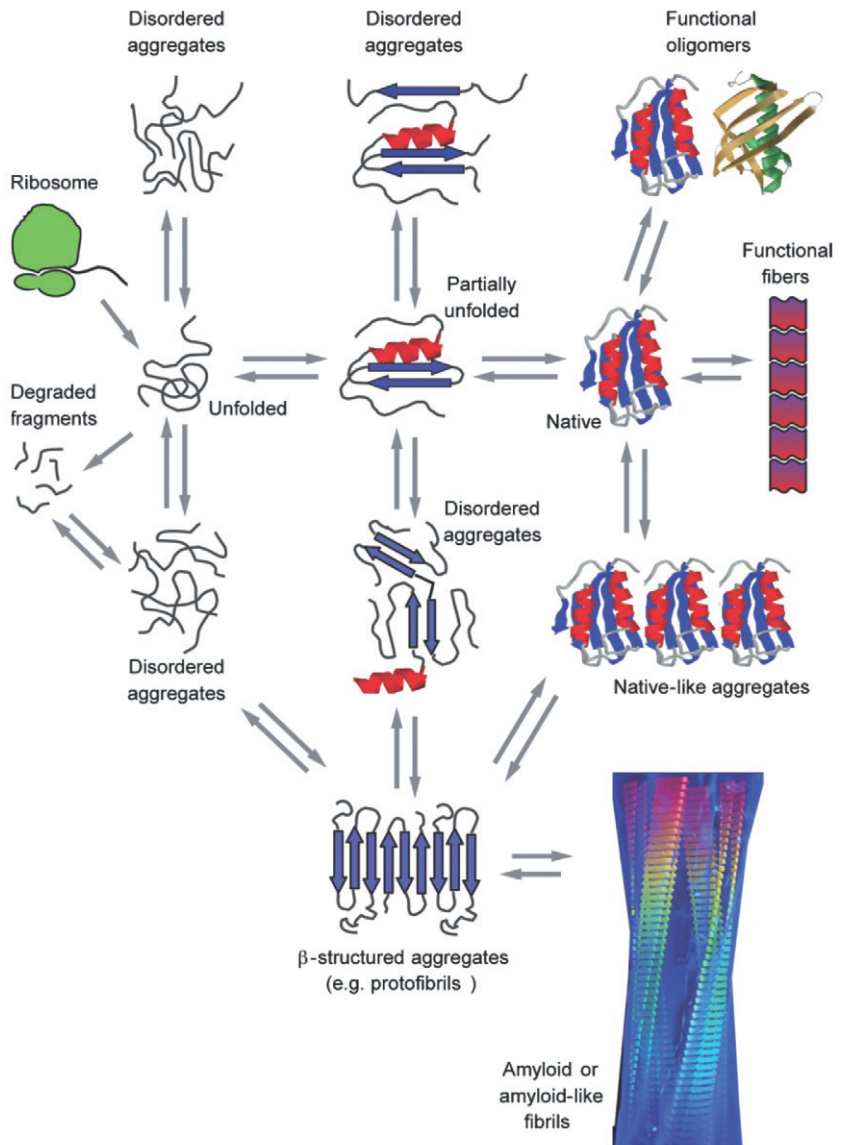 Disordered
aggregates
Disordered
aggregates
Functional
oligomers
Ribosome
Functional
fibers
Partially
unfolded
Degraded
fragments
Unfolded
Native
Disordered
aggregates
Disordered
aggregates
Native-like aggregates
β-structured aggregates
(e.g. protofibrils )
Amyloid or
amyloid-like
fibrils